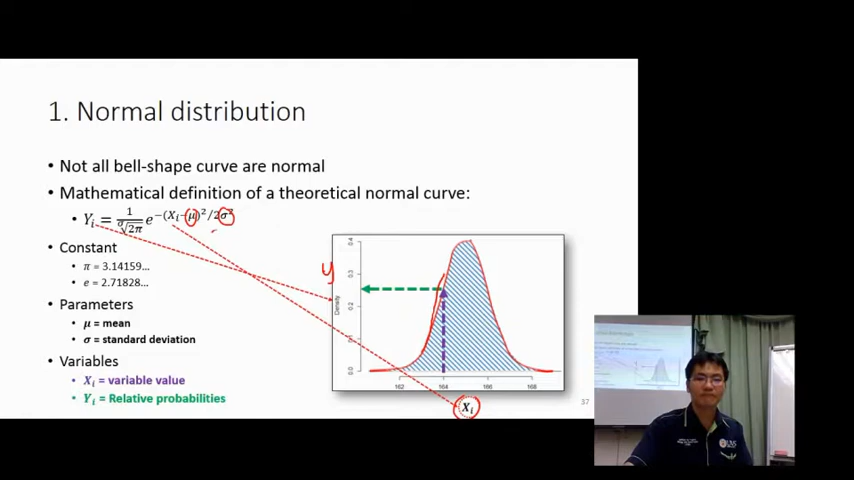 1. Normal distribution
• Not all bell-shape curve are normal
• Mathematical definition of a theoretical normal curve:
• Yᵢ = 1/σ√2π e^−(Xᵢ−μ)²/2σ²
Constant
• π = 3.14159...
• e = 2.71828...
• Parameters
• μ = mean
• σ = standard deviation
• Variables
• Xᵢ = variable value
• Yᵢ = Relative probabilities
y
Density
0.4
0.3
0.2
0.1
0.0
162 164 166 168
Xᵢ
37